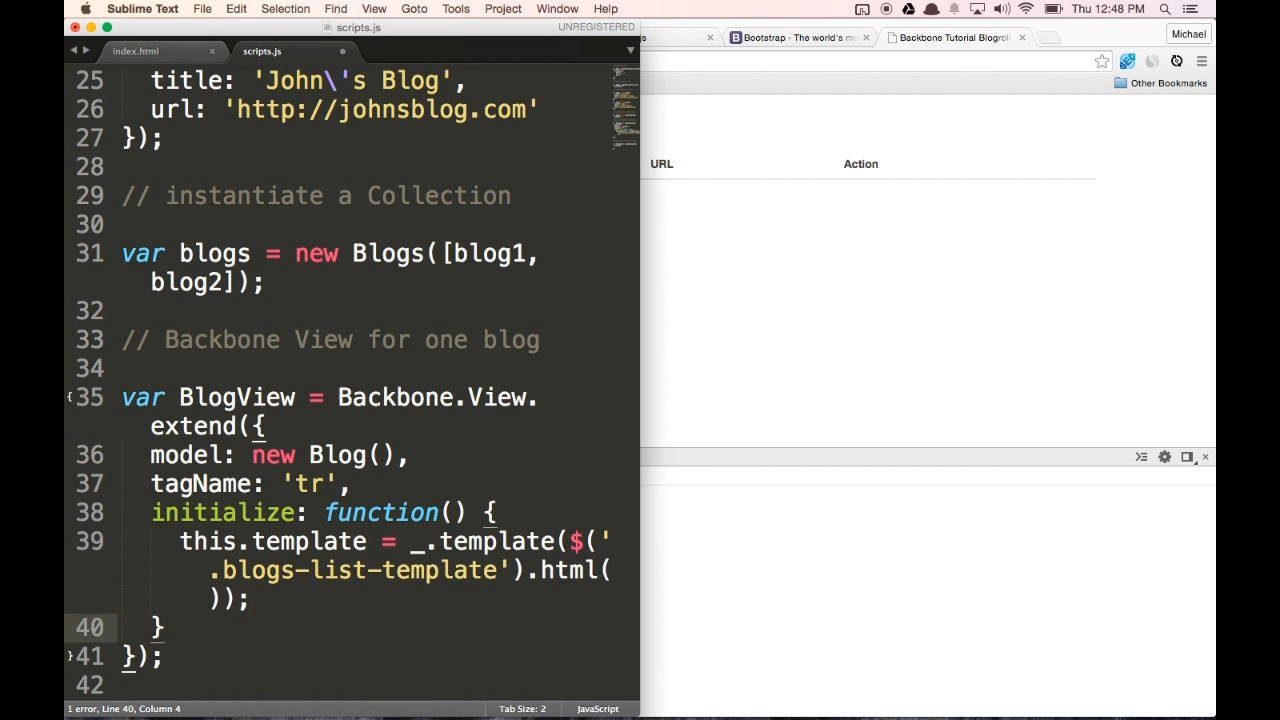 Sublime Text File Edit Selection Find View Goto Tools Project Window Help Thu 12:48 PM
scripts.js UNREGISTERED
index.html × scripts.js
s × Bootstrap · The world's mo × Backbone Tutorial Blogroll ×
Michael
Other Bookmarks
25 title: 'John\'s Blog',
26 url: 'http://johnsblog.com'
27 });
28
29 // instantiate a Collection
30
31 var blogs = new Blogs([blog1,
blog2]);
32
33 // Backbone View for one blog
34
35 var BlogView = Backbone.View.
extend({
36 model: new Blog(),
37 tagName: 'tr',
38 initialize: function() {
39 this.template = _.template($('
.blogs-list-template').html(
));
40 }
41 });
42
1 error, Line 40, Column 4 Tab Size: 2 JavaScript
URL Action